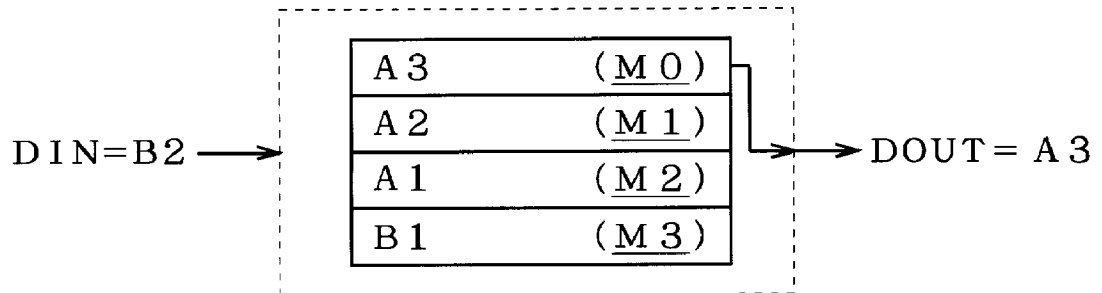 A3 (M0)
A2 (M1)
DIN=B2 DOUT=A3
A1 (M2)
B1 (M3)